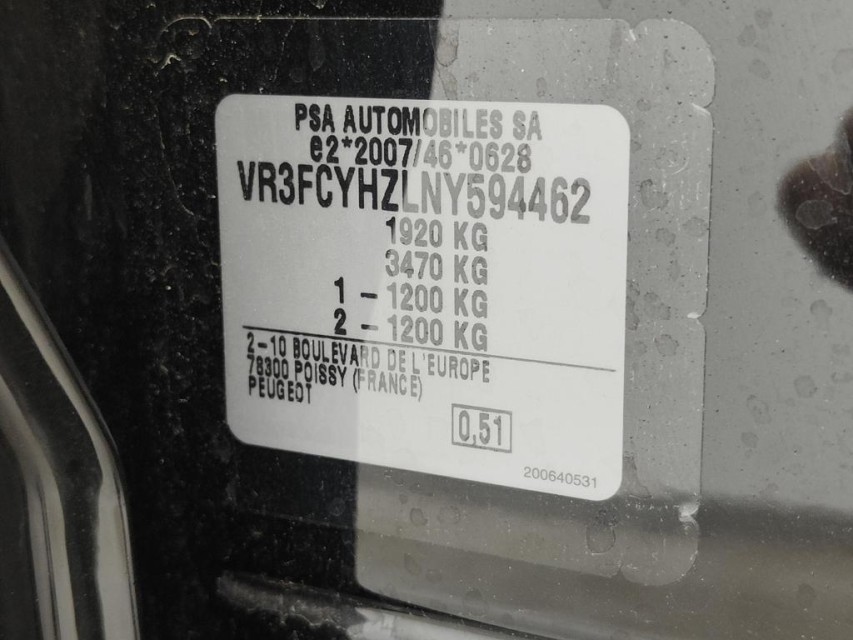 PSA AUTOMOBILES SA
e2*2007/46*0628
VR3FCYHZLNY594462
1920 KG
3470 KG
1 - 1200 KG
2 - 1200 KG
2-10 BOULEVARD DE L'EUROPE
78300 POISSY (FRANCE)
PEUGEOT
0,51
200640531